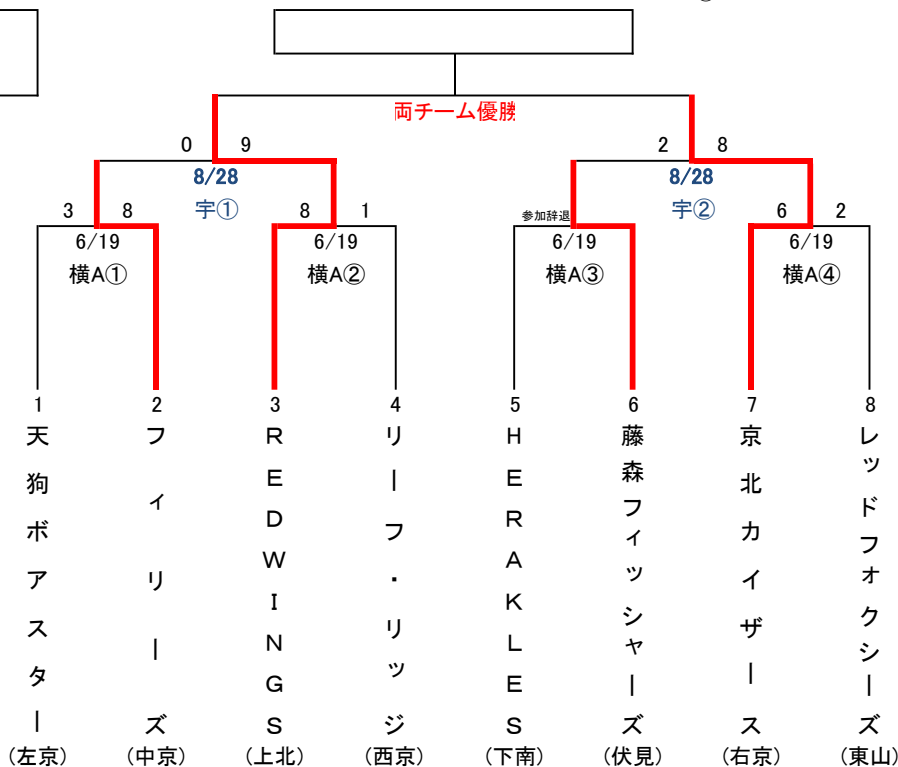 両チーム優勝
0 9 2 8
8/28 8/28
宇① 宇②
3 8 8 1 参加辞退 6 2
6/19 6/19 6/19 6/19
横A① 横A② 横A③ 横A④
1 2 3 4 5 6 7 8
天狗ボアスター
フィリーズ
REDWINGS
リーフ・リッジ
HERAKLES
藤森フィッシャーズ
京北カイザース
レッドフォクシーズ
(左京) (中京) (上北) (西京) (下南) (伏見) (右京) (東山)